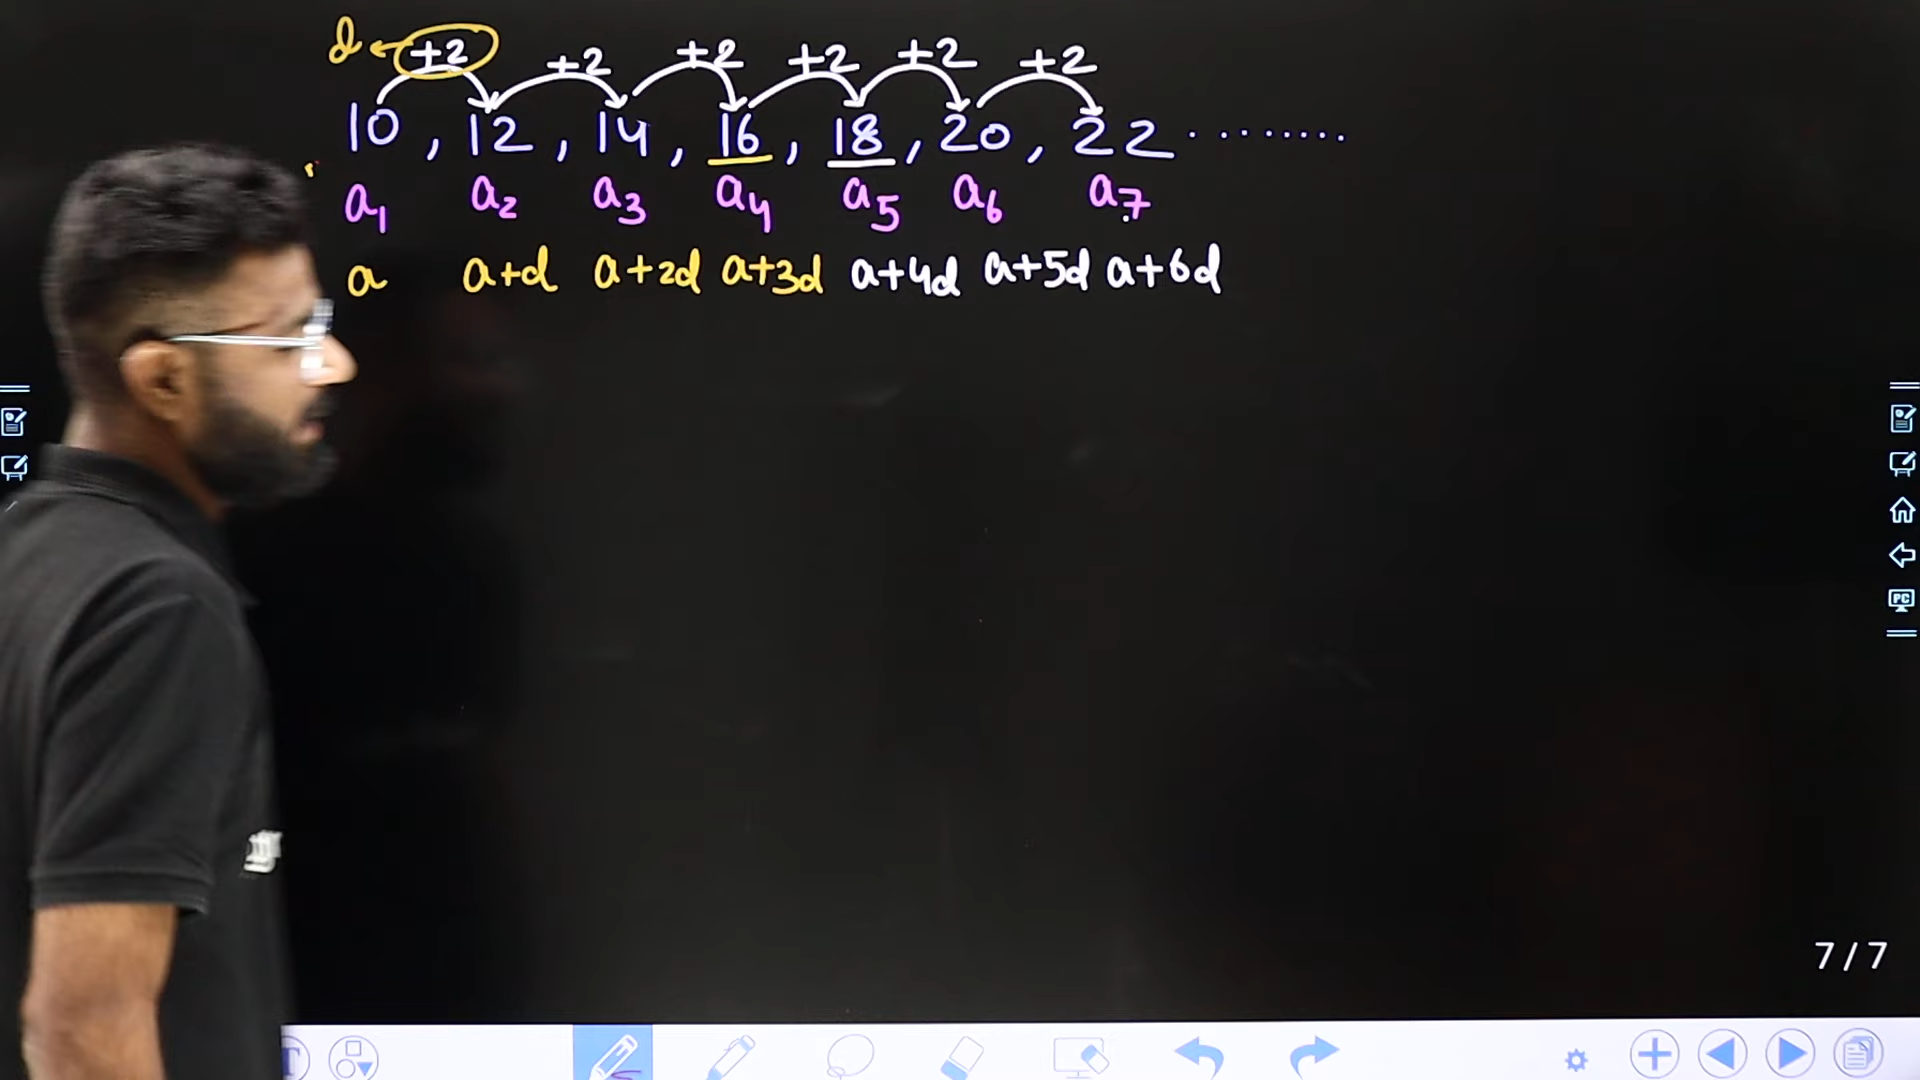 d ← +2 +2 +2 +2 +2 +2
10 , 12 , 14 , 16 , 18 , 20 , 22 ........
a₁ a₂ a₃ a₄ a₅ a₆ a₇
a a+d a+2d a+3d a+4d a+5d a+6d
PC
7 / 7
T